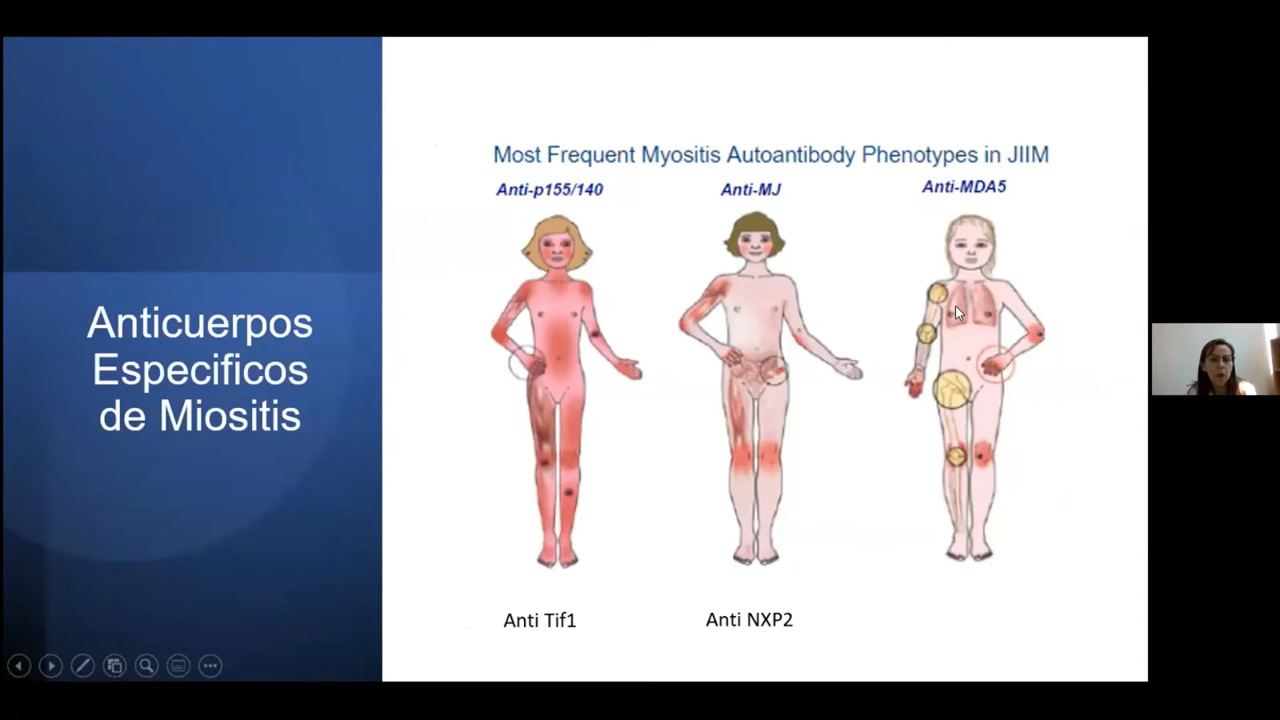 Anticuerpos
Especificos
de Miositis
Most Frequent Myositis Autoantibody Phenotypes in JIIM
Anti-p155/140
Anti-MJ
Anti-MDA5
Anti Tif1
Anti NXP2